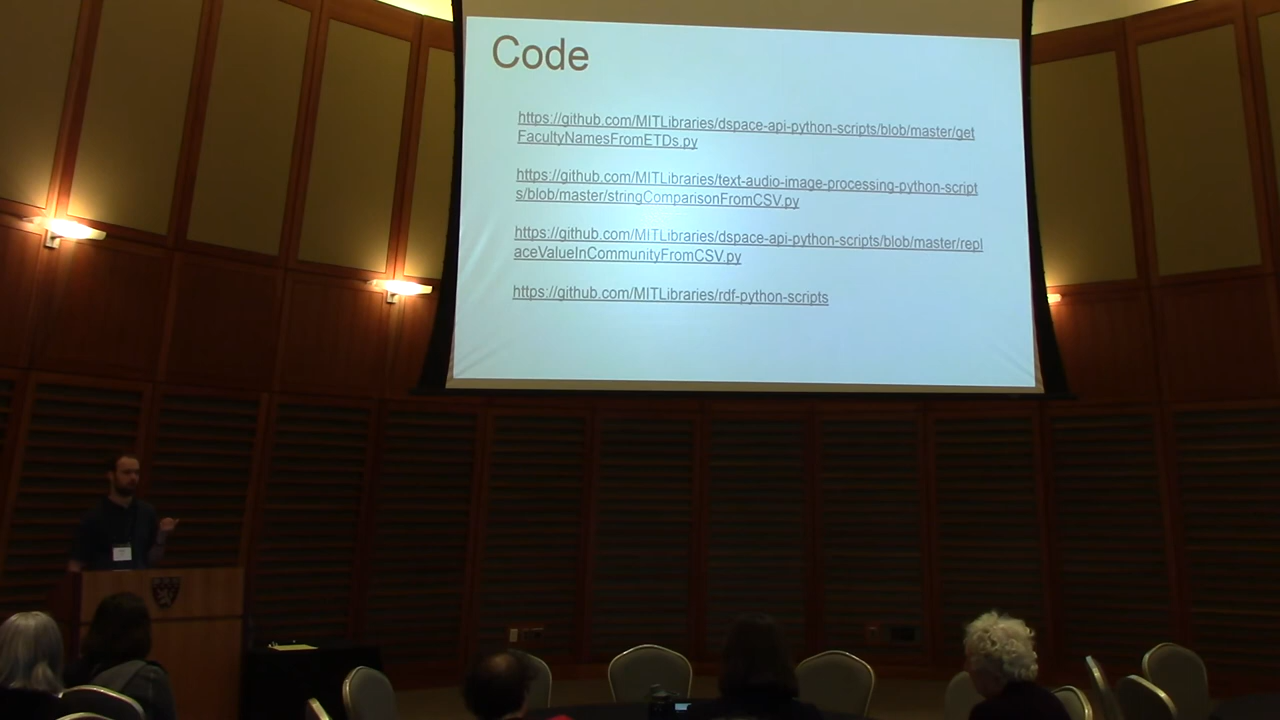 Code
https://github.com/MITLibraries/dspace-api-python-scripts/blob/master/get
FacultyNamesFromETDs.py
https://github.com/MITLibraries/text-audio-image-processing-python-script
s/blob/master/stringComparisonFromCSV.py
https://github.com/MITLibraries/dspace-api-python-scripts/blob/master/repl
aceValueInCommunityFromCSV.py
https://github.com/MITLibraries/rdf-python-scripts